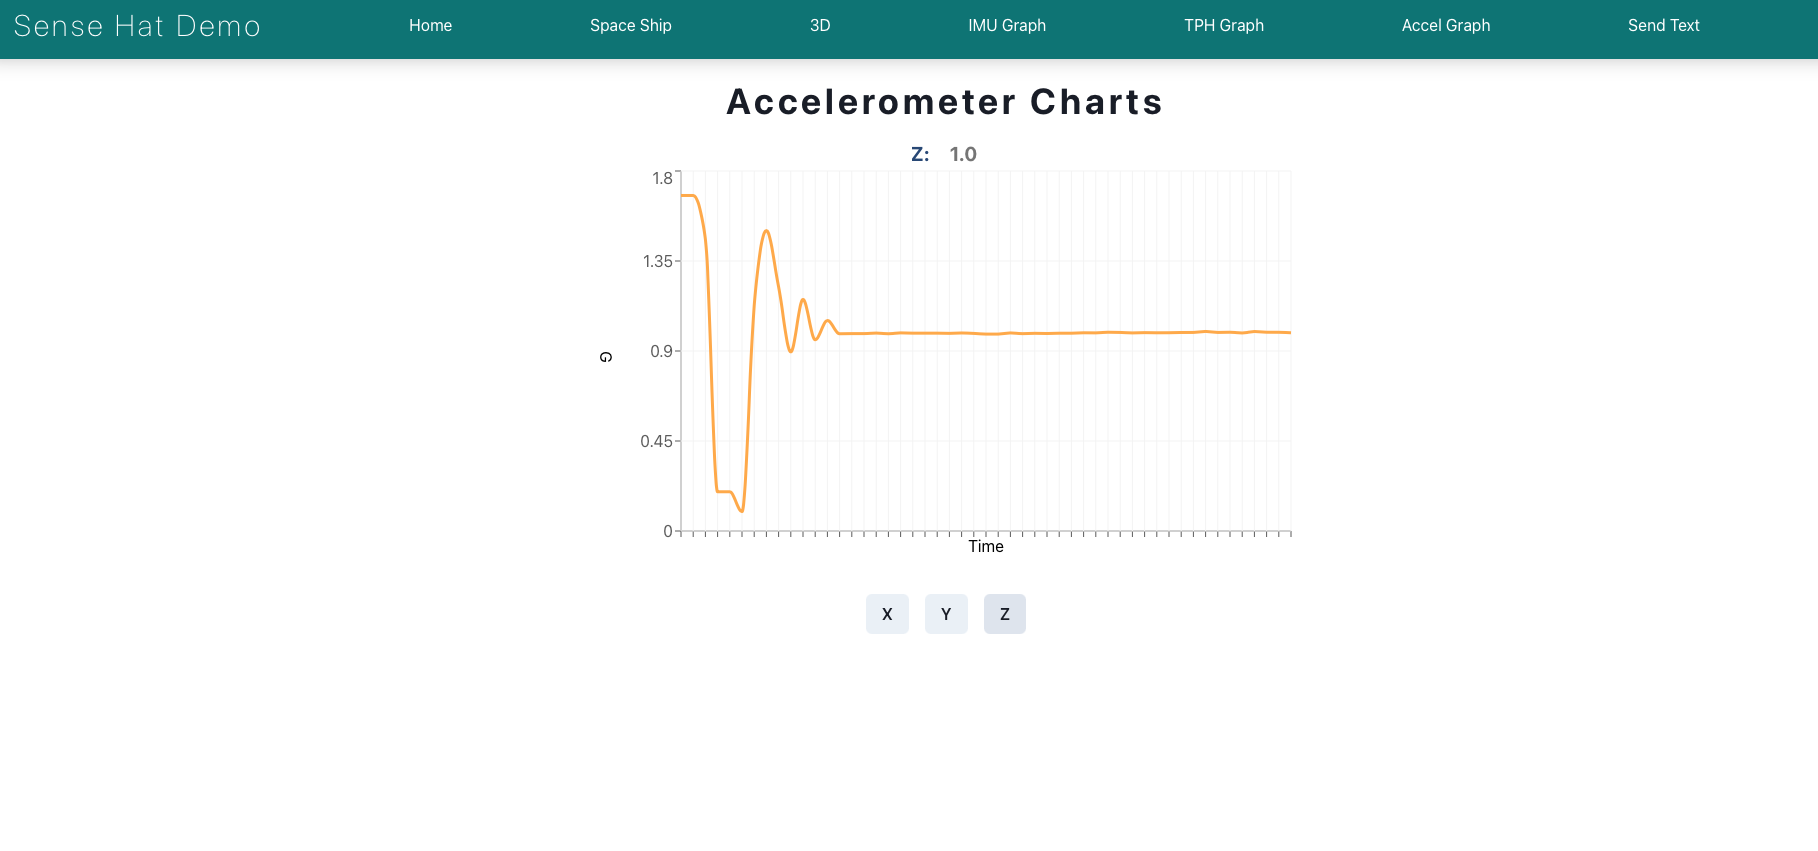 Sense Hat Demo Home Space Ship 3D IMU Graph TPH Graph Accel Graph Send Text
Accelerometer Charts
Z: 1.0
1.8
1.35
0.9
0.45
0
G
Time
X Y Z